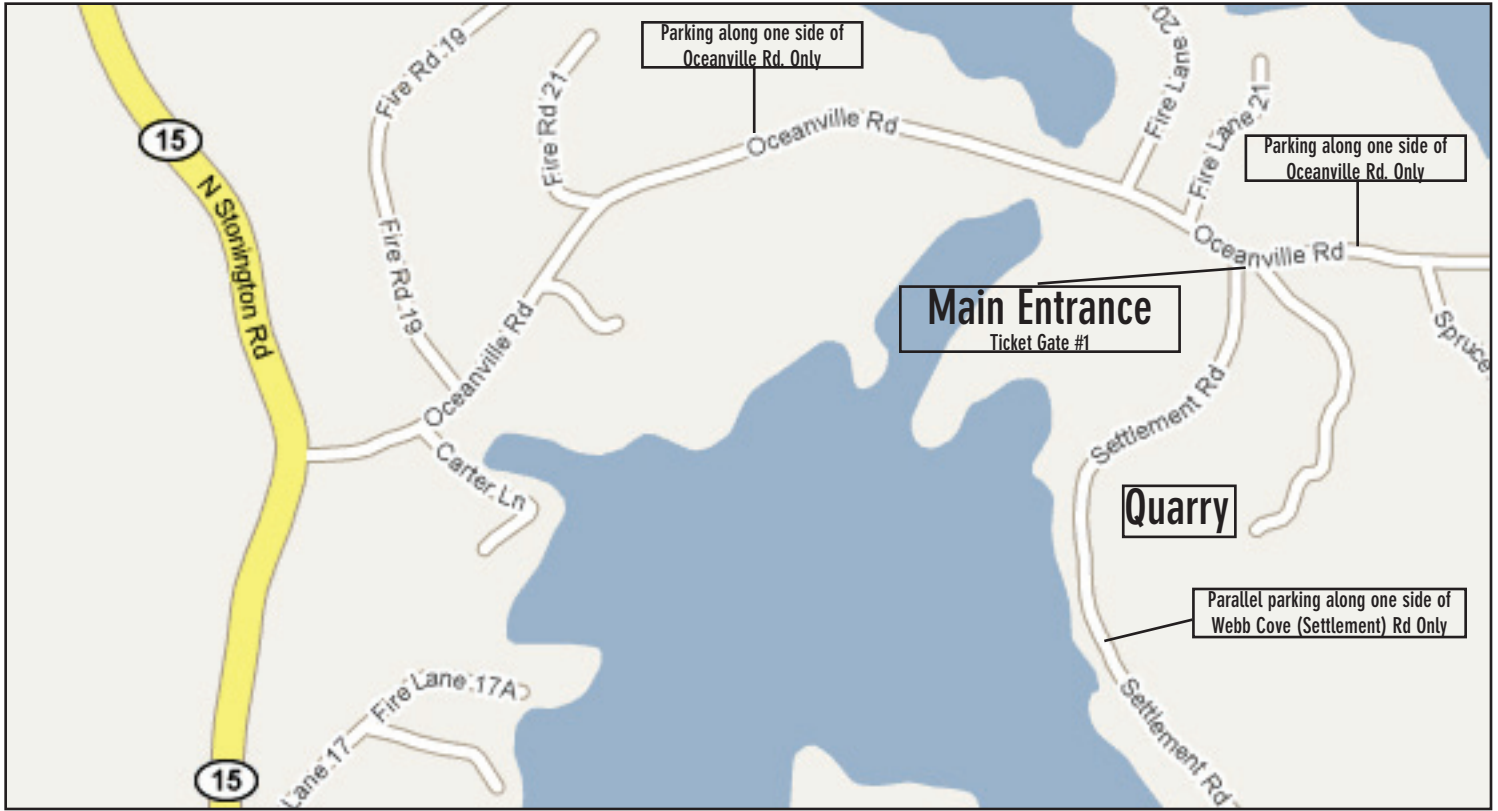 Parking along one side of
Oceanville Rd. Only
Fire Rd 19
Fire Lane 20
Fire Rd 21
Fire Lane 21
Oceanville Rd
15
Parking along one side of
Oceanville Rd. Only
N Stonington Rd
Fire Rd 19
Oceanville Rd
Main Entrance
Ticket Gate #1
Oceanville Rd
Spruce
Settlement Rd
Carter Ln
Quarry
Parallel parking along one side of
Webb Cove (Settlement) Rd Only
Fire Lane 17A
Settlement Rd
Lane 17
15